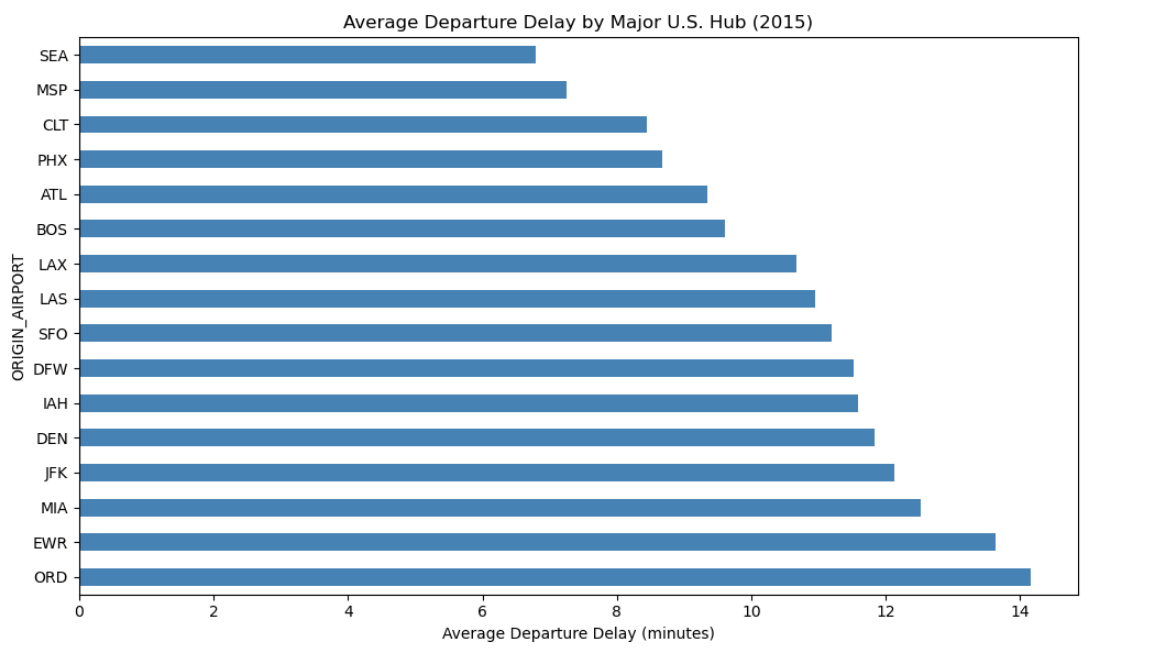 Average Departure Delay by Major U.S. Hub (2015)
ORIGIN_AIRPORT
SEA
MSP
CLT
PHX
ATL
BOS
LAX
LAS
SFO
DFW
IAH
DEN
JFK
MIA
EWR
ORD
0 2 4 6 8 10 12 14
Average Departure Delay (minutes)